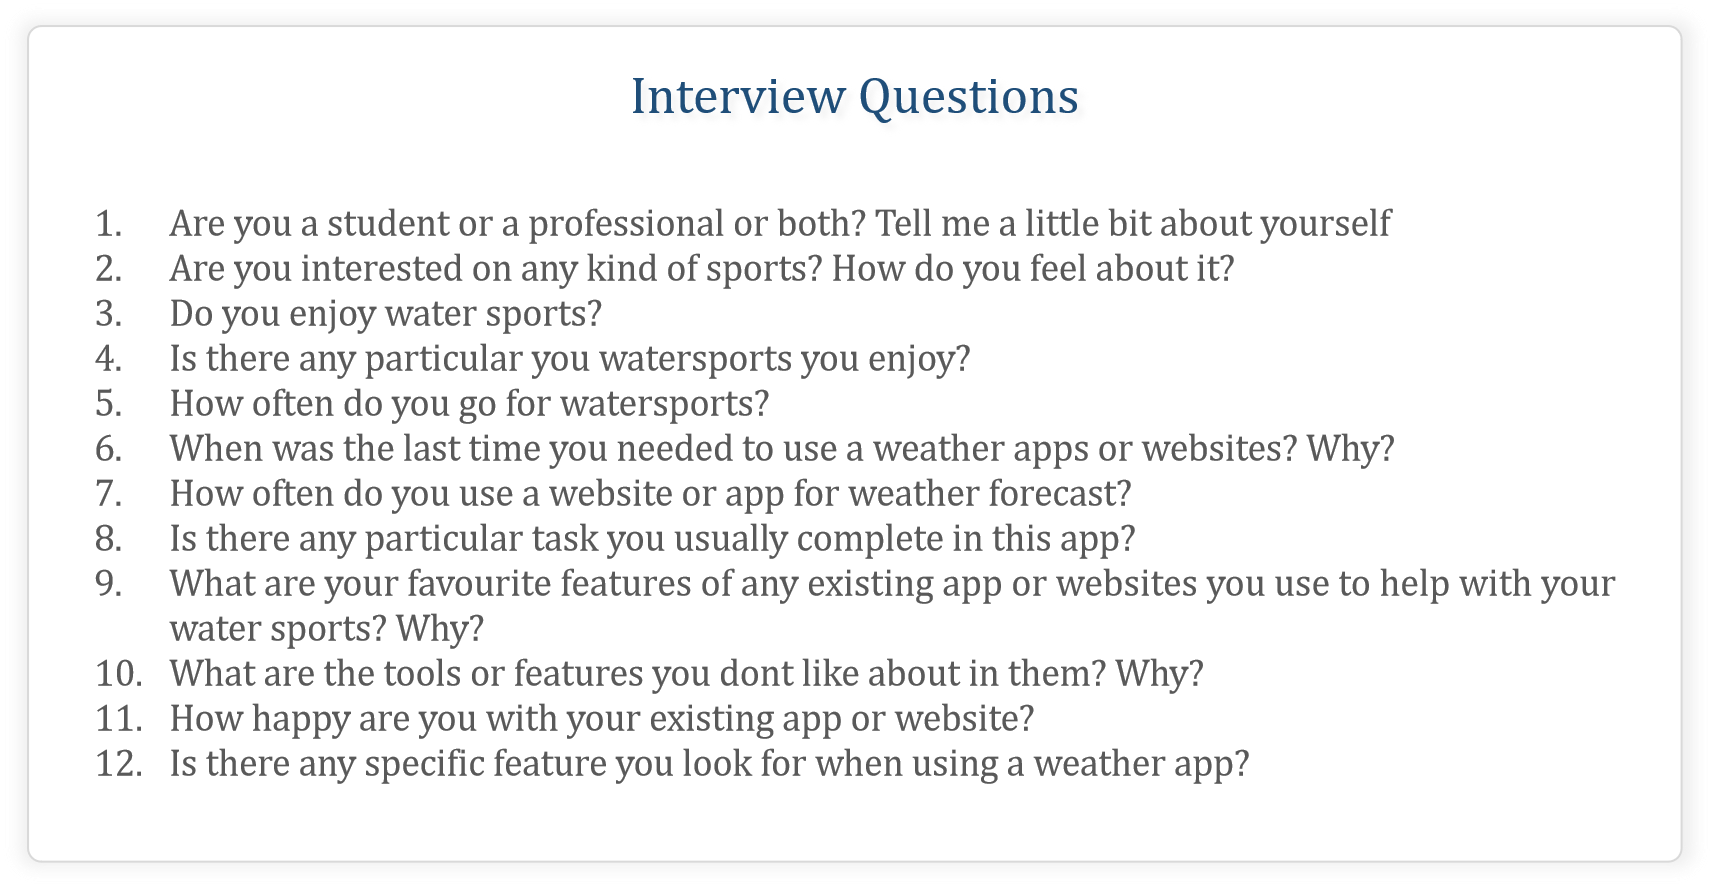 Interview Questions
1. Are you a student or a professional or both? Tell me a little bit about yourself
2. Are you interested on any kind of sports? How do you feel about it?
3. Do you enjoy water sports?
4. Is there any particular you watersports you enjoy?
5. How often do you go for watersports?
6. When was the last time you needed to use a weather apps or websites? Why?
7. How often do you use a website or app for weather forecast?
8. Is there any particular task you usually complete in this app?
9. What are your favourite features of any existing app or websites you use to help with your
water sports? Why?
10. What are the tools or features you dont like about in them? Why?
11. How happy are you with your existing app or website?
12. Is there any specific feature you look for when using a weather app?